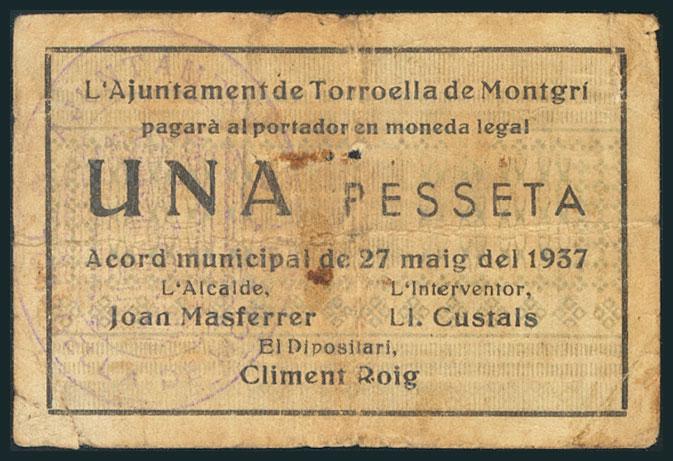 L'Ajuntament de Torroella de Montgrí
pagarà al portador en moneda legal
UNA PESSETA
Acord municipal de 27 maig del 1937
L'Alcalde, L'Interventor,
Joan Masferrer Ll. Custals
El Dipositari,
Climent Roig